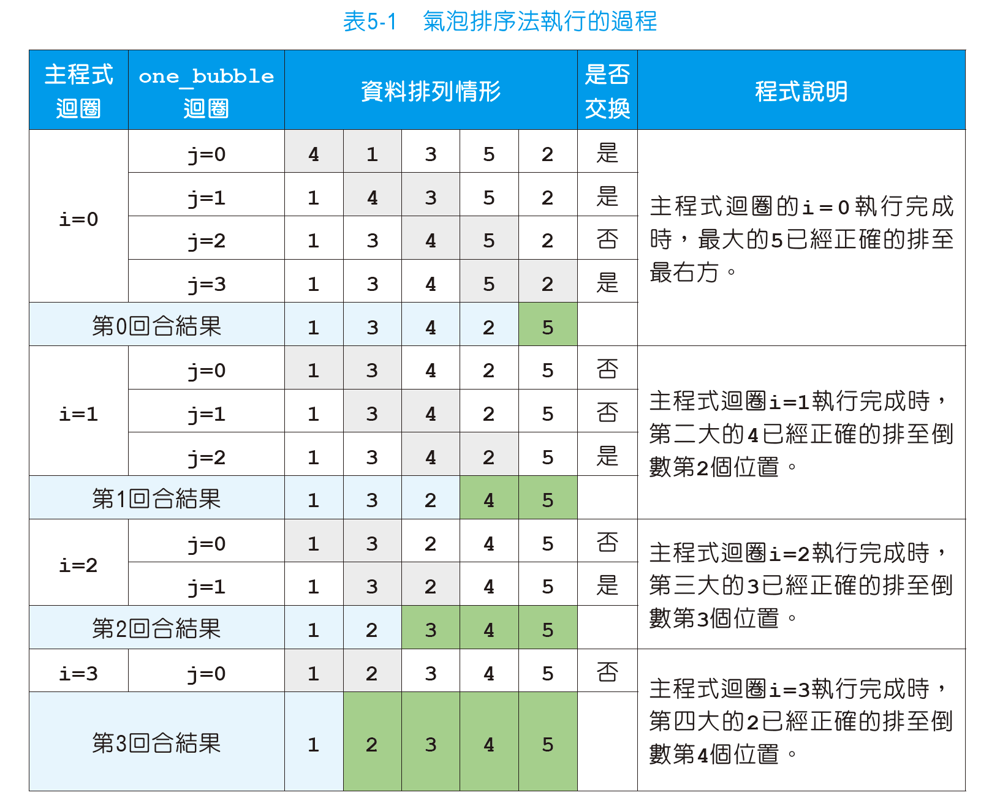 表5-1 氣泡排序法執行的過程
主程式迴圈 one_bubble迴圈 資料排列情形 是否交換 程式說明
i=0
j=0 4 1 3 5 2 是
j=1 1 4 3 5 2 是
j=2 1 3 4 5 2 否
j=3 1 3 4 5 2 是
第0回合結果 1 3 4 2 5
主程式迴圈的i=0執行完成
時，最大的5已經正確的排至
最右方。
i=1
j=0 1 3 4 2 5 否
j=1 1 3 4 2 5 否
j=2 1 3 4 2 5 是
第1回合結果 1 3 2 4 5
主程式迴圈i=1執行完成時，
第二大的4已經正確的排至倒
數第2個位置。
i=2
j=0 1 3 2 4 5 否
j=1 1 3 2 4 5 是
第2回合結果 1 2 3 4 5
主程式迴圈i=2執行完成時，
第三大的3已經正確的排至倒
數第3個位置。
i=3 j=0 1 2 3 4 5 否
第3回合結果 1 2 3 4 5
主程式迴圈i=3執行完成時，
第四大的2已經正確的排至倒
數第4個位置。